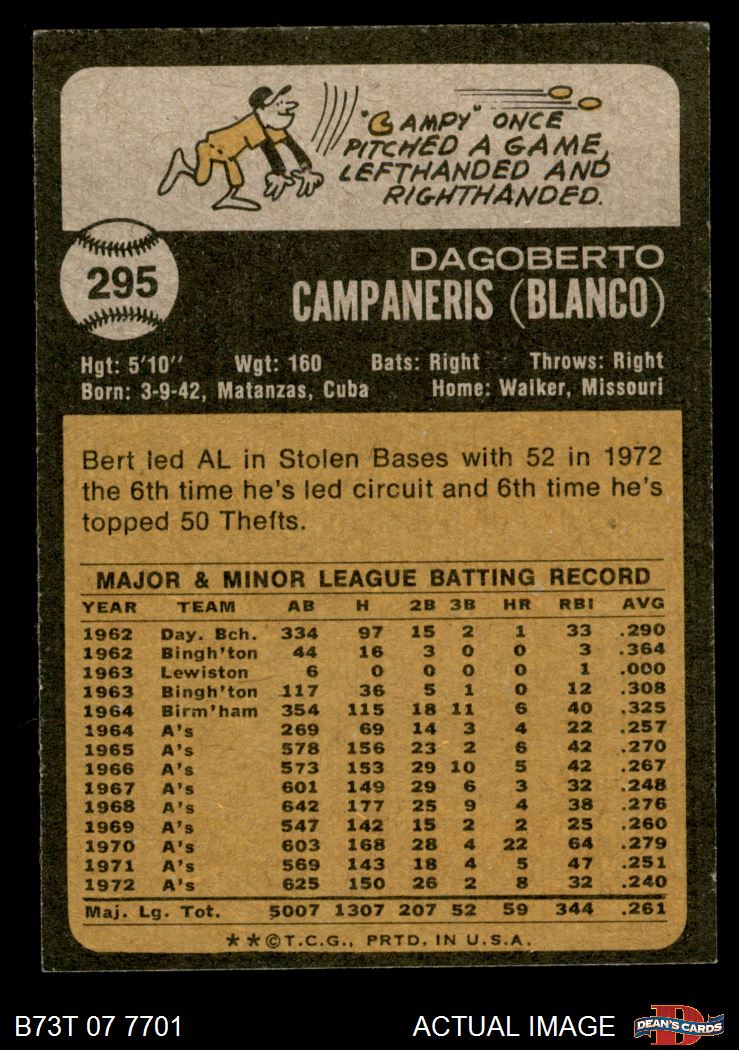 "CAMPY" ONCE
PITCHED A GAME,
LEFTHANDED AND
RIGHTHANDED.
295
DAGOBERTO
CAMPANERIS (BLANCO)
Hgt: 5'10" Wgt: 160 Bats: Right Throws: Right
Born: 3-9-42, Matanzas, Cuba Home: Walker, Missouri
Bert led AL in Stolen Bases with 52 in 1972
the 6th time he's led circuit and 6th time he's
topped 50 Thefts.
MAJOR & MINOR LEAGUE BATTING RECORD
YEAR TEAM AB H 2B 3B HR RBI AVG
1962 Day. Bch. 334 97 15 2 1 33 .290
1962 Bingh'ton 44 16 3 0 0 3 .364
1963 Lewiston 6 0 0 0 0 1 .000
1963 Bingh'ton 117 36 5 1 0 12 .308
1964 Birm'ham 354 115 18 11 6 40 .325
1964 A's 269 69 14 3 4 22 .257
1965 A's 578 156 23 2 6 42 .270
1966 A's 573 153 29 10 5 42 .267
1967 A's 601 149 29 6 3 32 .248
1968 A's 642 177 25 9 4 38 .276
1969 A's 547 142 15 2 2 25 .260
1970 A's 603 168 28 4 22 64 .279
1971 A's 569 143 18 4 5 47 .251
1972 A's 625 150 26 2 8 32 .240
Maj. Lg. Tot. 5007 1307 207 52 59 344 .261
**©T.C.G., PRTD. IN U.S.A.
B73T 07 7701 ACTUAL IMAGE
D
DEAN'S CARDS